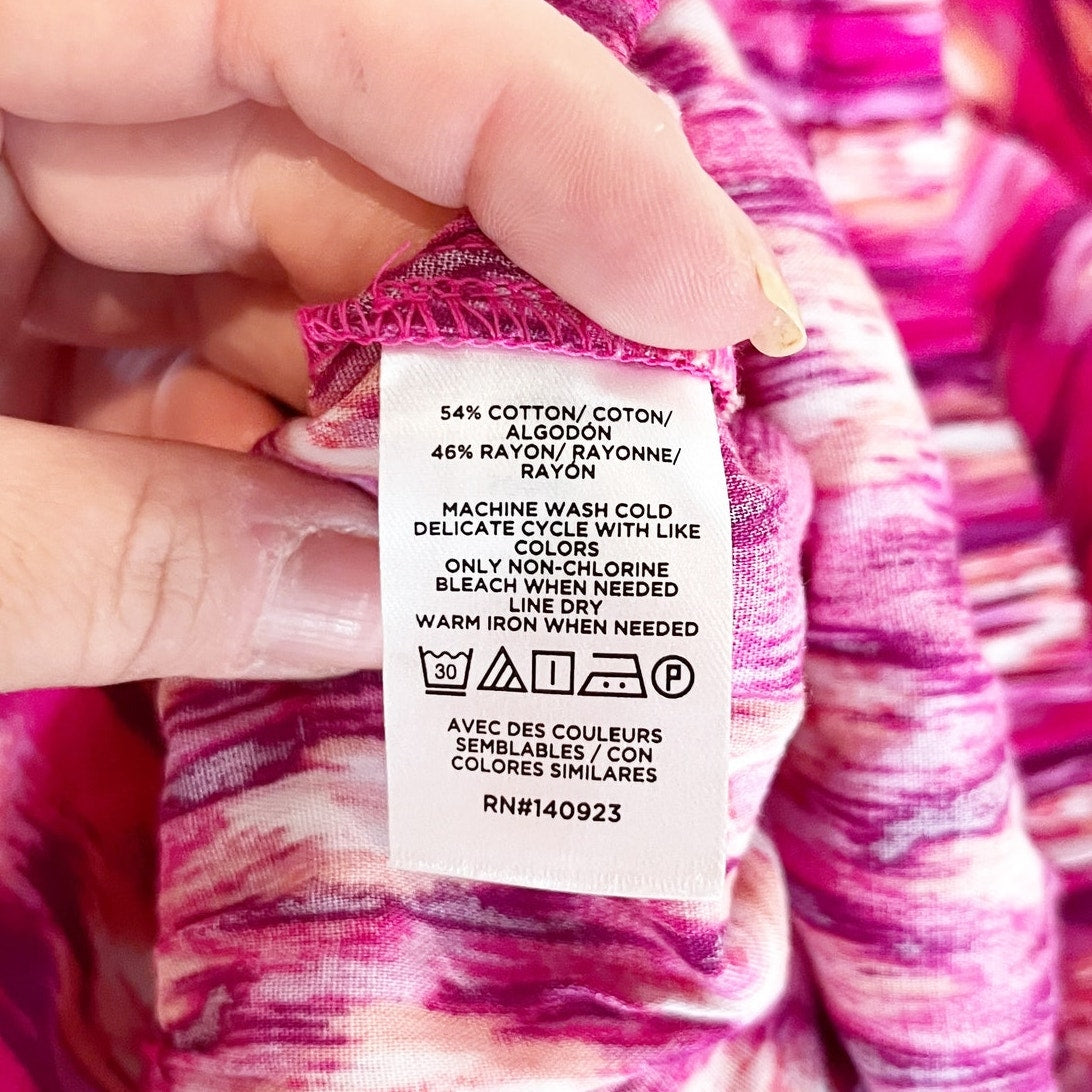 54% COTTON/ COTON/
ALGODÓN
46% RAYON/ RAYONNE/
RAYÓN
MACHINE WASH COLD
DELICATE CYCLE WITH LIKE
COLORS
ONLY NON-CHLORINE
BLEACH WHEN NEEDED
LINE DRY
WARM IRON WHEN NEEDED
30 P
AVEC DES COULEURS
SEMBLABLES / CON
COLORES SIMILARES
RN#140923